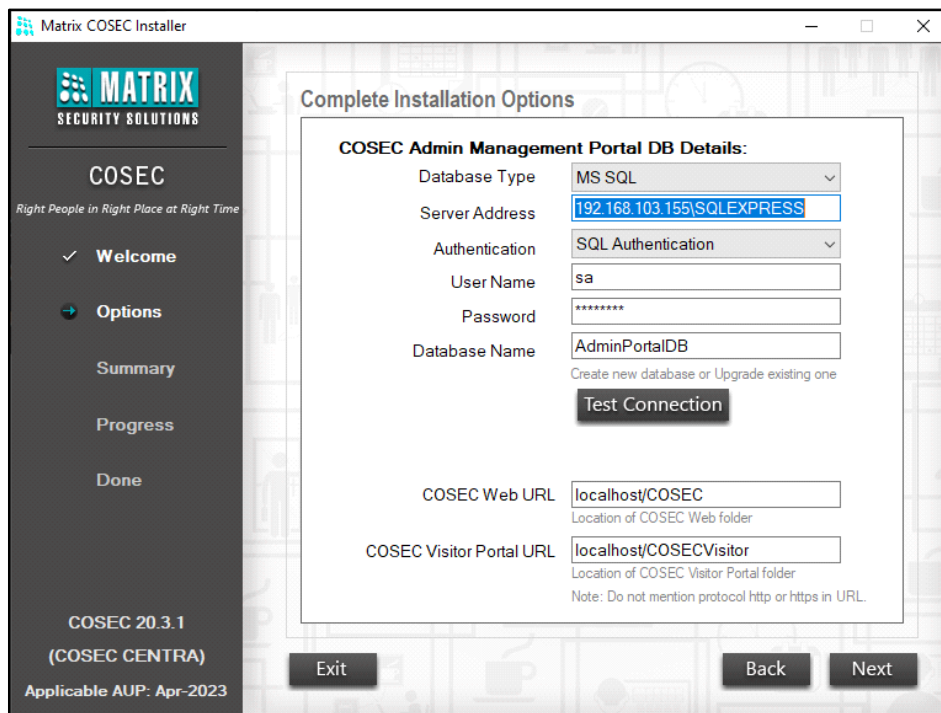 Matrix COSEC Installer
MATRIX
SECURITY SOLUTIONS
COSEC
Right People in Right Place at Right Time
Welcome
Options
Summary
Progress
Done
COSEC 20.3.1
(COSEC CENTRA)
Applicable AUP: Apr-2023
Complete Installation Options
COSEC Admin Management Portal DB Details:
Database Type MS SQL
Server Address 192.168.103.155\SQLEXPRESS
Authentication SQL Authentication
User Name sa
Password ********
Database Name AdminPortalDB
Create new database or Upgrade existing one
Test Connection
COSEC Web URL localhost/COSEC
Location of COSEC Web folder
COSEC Visitor Portal URL localhost/COSECVisitor
Location of COSEC Visitor Portal folder
Note: Do not mention protocol http or https in URL.
Exit Back Next